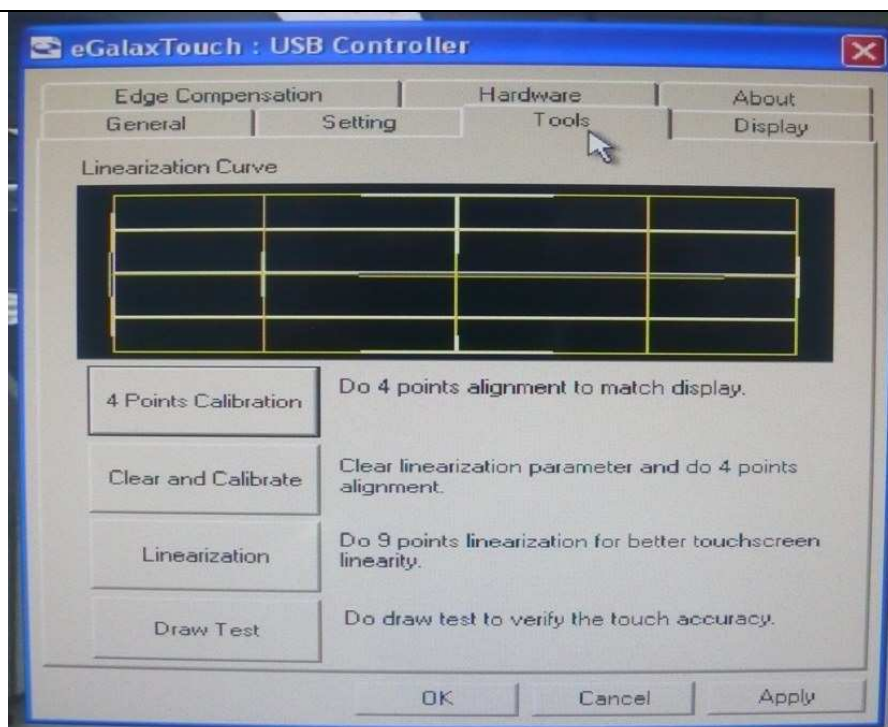 eGalaxTouch : USB Controller
Edge Compensation Hardware About
General Setting Tools Display
Linearization Curve
4 Points Calibration
Do 4 points alignment to match display.
Clear and Calibrate
Clear linearization parameter and do 4 points
alignment.
Linearization
Do 9 points linearization for better touchscreen
linearity.
Draw Test
Do draw test to verify the touch accuracy.
OK Cancel Apply